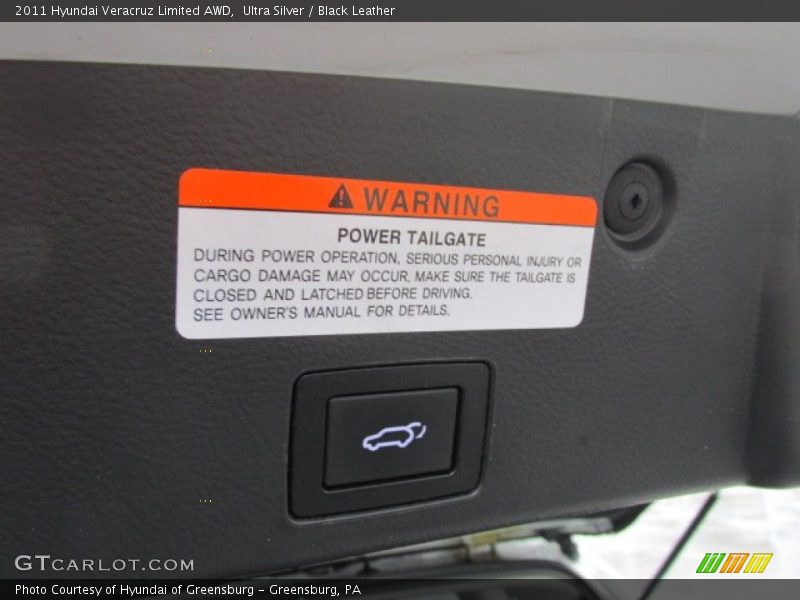 2011 Hyundai Veracruz Limited AWD,  Ultra Silver / Black Leather
WARNING
POWER TAILGATE
DURING POWER OPERATION, SERIOUS PERSONAL INJURY OR
CARGO DAMAGE MAY OCCUR, MAKE SURE THE TAILGATE IS
CLOSED AND LATCHED BEFORE DRIVING.
SEE OWNER'S MANUAL FOR DETAILS.
GTCARLOT.COM
Photo Courtesy of Hyundai of Greensburg - Greensburg, PA